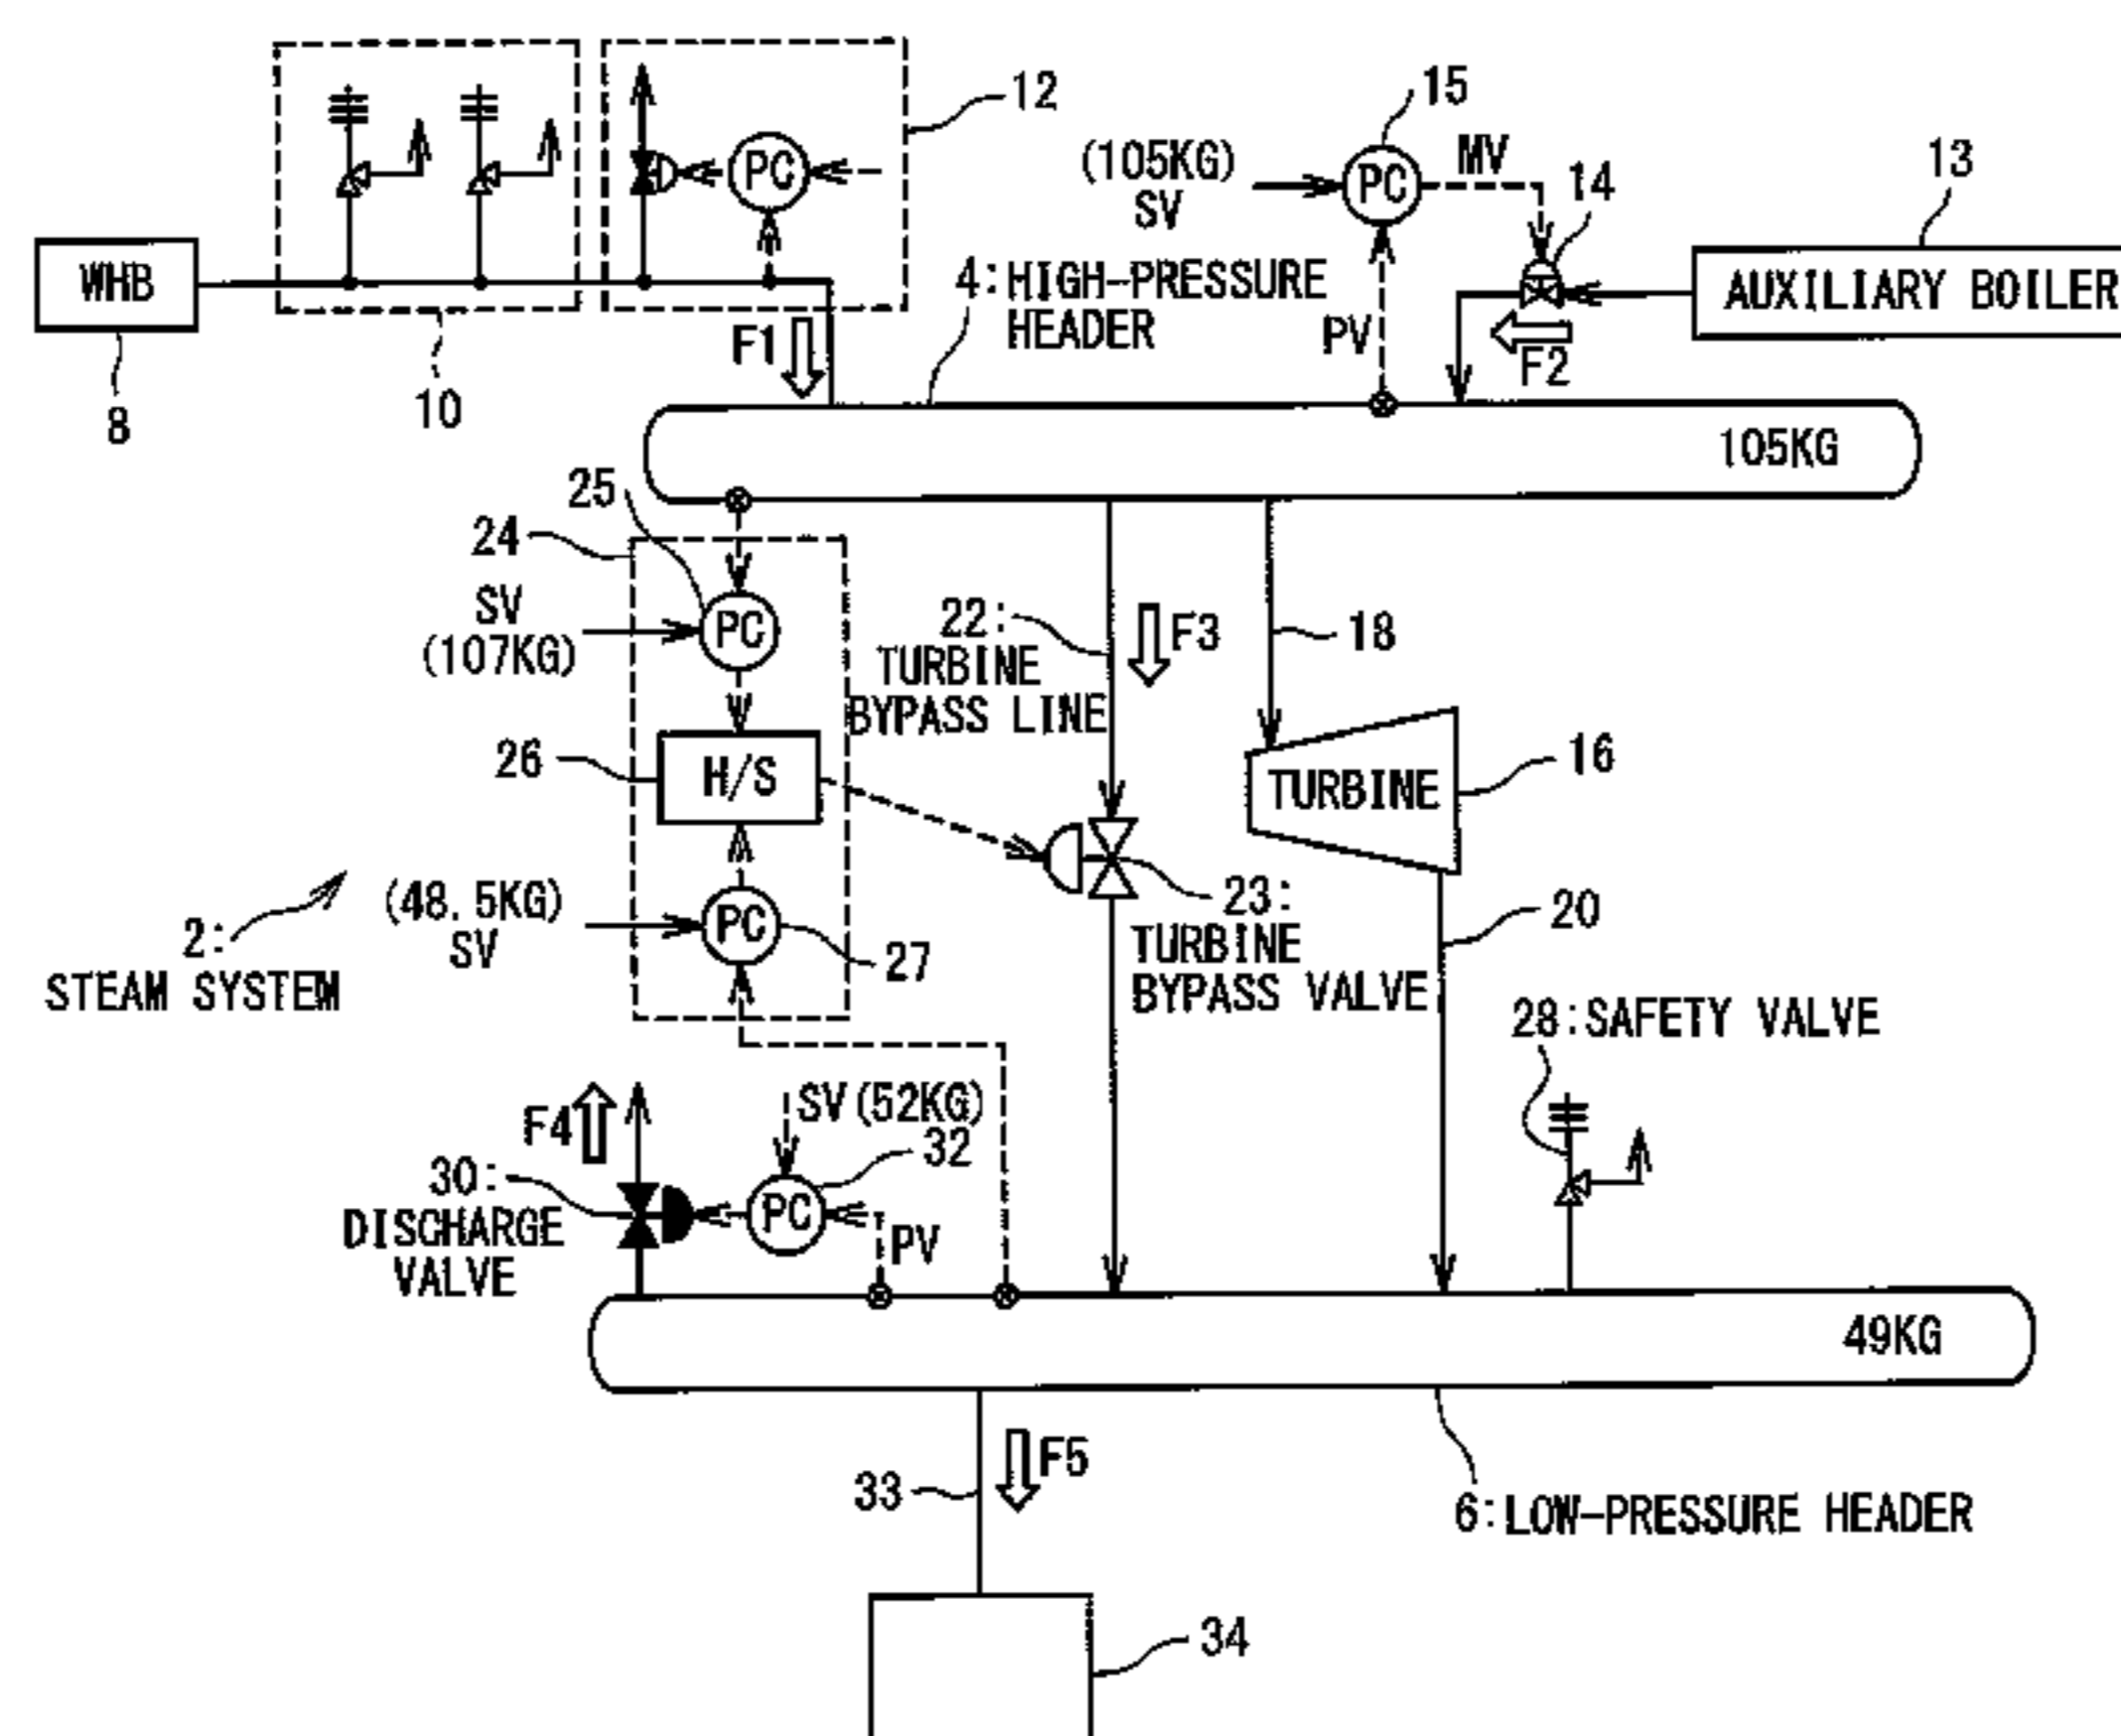 12
15
(105KG)
SV
PC
MV
14
13
PC
WHB
8
10
F1
4:HIGH-PRESSURE
HEADER
PV
F2
AUXILIARY BOILER
105KG
25
24
SV
(107KG)
PC
22:
TURBINE
BYPASS LINE
F3
18
26
H/S
TURBINE
16
2:
STEAM SYSTEM
(48.5KG)
SV
PC
27
23:
TURBINE
BYPASS VALVE
20
28:SAFETY VALVE
F4
SV(52KG)
32
30:
DISCHARGE
VALVE
PC
PV
49KG
33
F5
6:LOW-PRESSURE HEADER
34